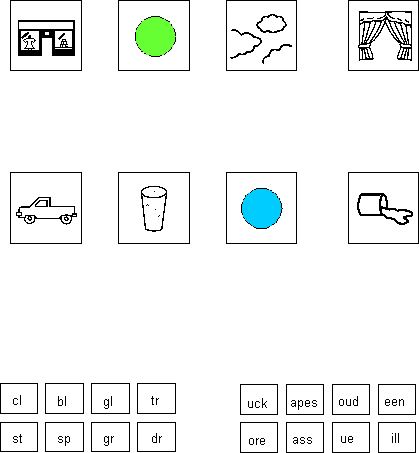 cl bl gl tr
st sp gr dr
uck apes oud een
ore ass ue ill